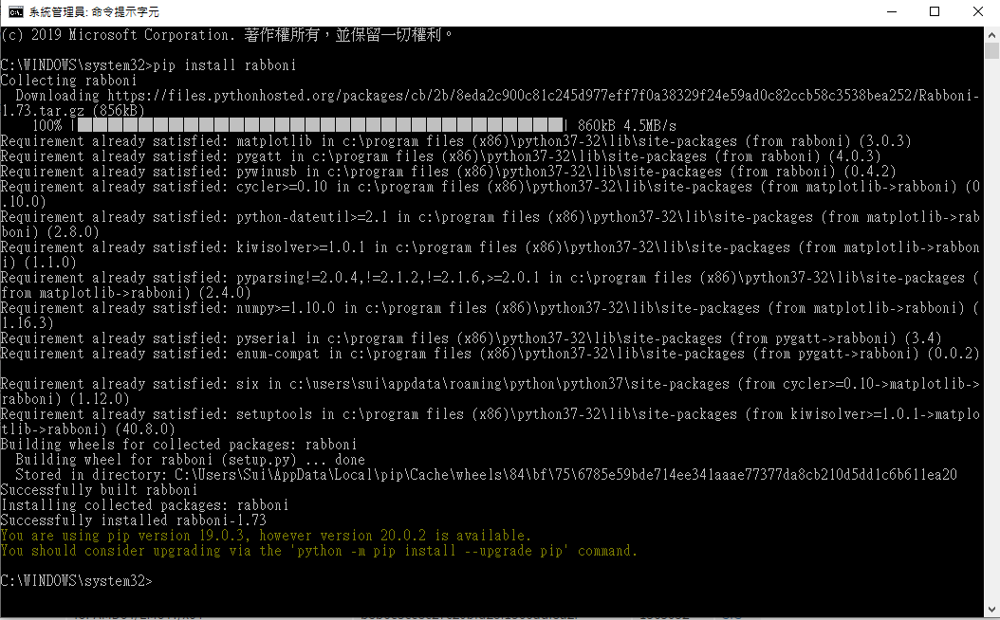 系統管理員: 命令提示字元
(c) 2019 Microsoft Corporation. 著作權所有，並保留一切權利。
C:\WINDOWS\system32>pip install rabboni
Collecting rabboni
Downloading https://files.pythonhosted.org/packages/cb/2b/8eda2c900c81c245d977eff7f0a38329f24e59ad0c82ccb58c3538bea252/Rabboni-
1.73.tar.gz (856kB)
100% |████████████████████████████████| 860kB 4.5MB/s
Requirement already satisfied: matplotlib in c:\program files (x86)\python37-32\lib\site-packages (from rabboni) (3.0.3)
Requirement already satisfied: pygatt in c:\program files (x86)\python37-32\lib\site-packages (from rabboni) (4.0.3)
Requirement already satisfied: pywinusb in c:\program files (x86)\python37-32\lib\site-packages (from rabboni) (0.4.2)
Requirement already satisfied: cycler>=0.10 in c:\program files (x86)\python37-32\lib\site-packages (from matplotlib->rabboni) (0
.10.0)
Requirement already satisfied: python-dateutil>=2.1 in c:\program files (x86)\python37-32\lib\site-packages (from matplotlib->rab
boni) (2.8.0)
Requirement already satisfied: kiwisolver>=1.0.1 in c:\program files (x86)\python37-32\lib\site-packages (from matplotlib->rabbon
i) (1.1.0)
Requirement already satisfied: pyparsing!=2.0.4,!=2.1.2,!=2.1.6,>=2.0.1 in c:\program files (x86)\python37-32\lib\site-packages (
from matplotlib->rabboni) (2.4.0)
Requirement already satisfied: numpy>=1.10.0 in c:\program files (x86)\python37-32\lib\site-packages (from matplotlib->rabboni) (
1.16.3)
Requirement already satisfied: pyserial in c:\program files (x86)\python37-32\lib\site-packages (from pygatt->rabboni) (3.4)
Requirement already satisfied: enum-compat in c:\program files (x86)\python37-32\lib\site-packages (from pygatt->rabboni) (0.0.2)
Requirement already satisfied: six in c:\users\sui\appdata\roaming\python\python37\site-packages (from cycler>=0.10->matplotlib->
rabboni) (1.12.0)
Requirement already satisfied: setuptools in c:\program files (x86)\python37-32\lib\site-packages (from kiwisolver>=1.0.1->matplo
tlib->rabboni) (40.8.0)
Building wheels for collected packages: rabboni
Building wheel for rabboni (setup.py) ... done
Stored in directory: C:\Users\Sui\AppData\Local\pip\Cache\wheels\84\bf\75\6785e59bde714ee341aaae77377da8cb210d5dd1c6b611ea20
Successfully built rabboni
Installing collected packages: rabboni
Successfully installed rabboni-1.73
You are using pip version 19.0.3, however version 20.0.2 is available.
You should consider upgrading via the 'python -m pip install --upgrade pip' command.
C:\WINDOWS\system32>